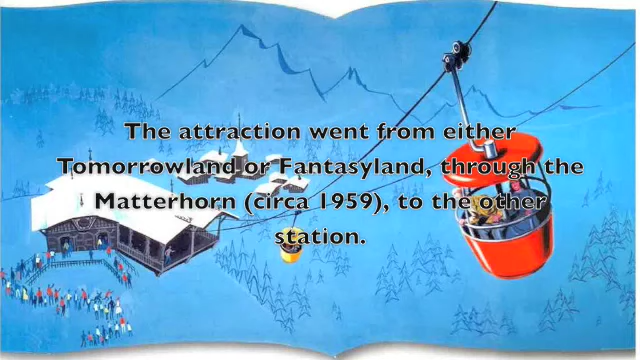 The attraction went from either
Tomorrowland or Fantasyland, through the
Matterhorn (circa 1959), to the other
station.